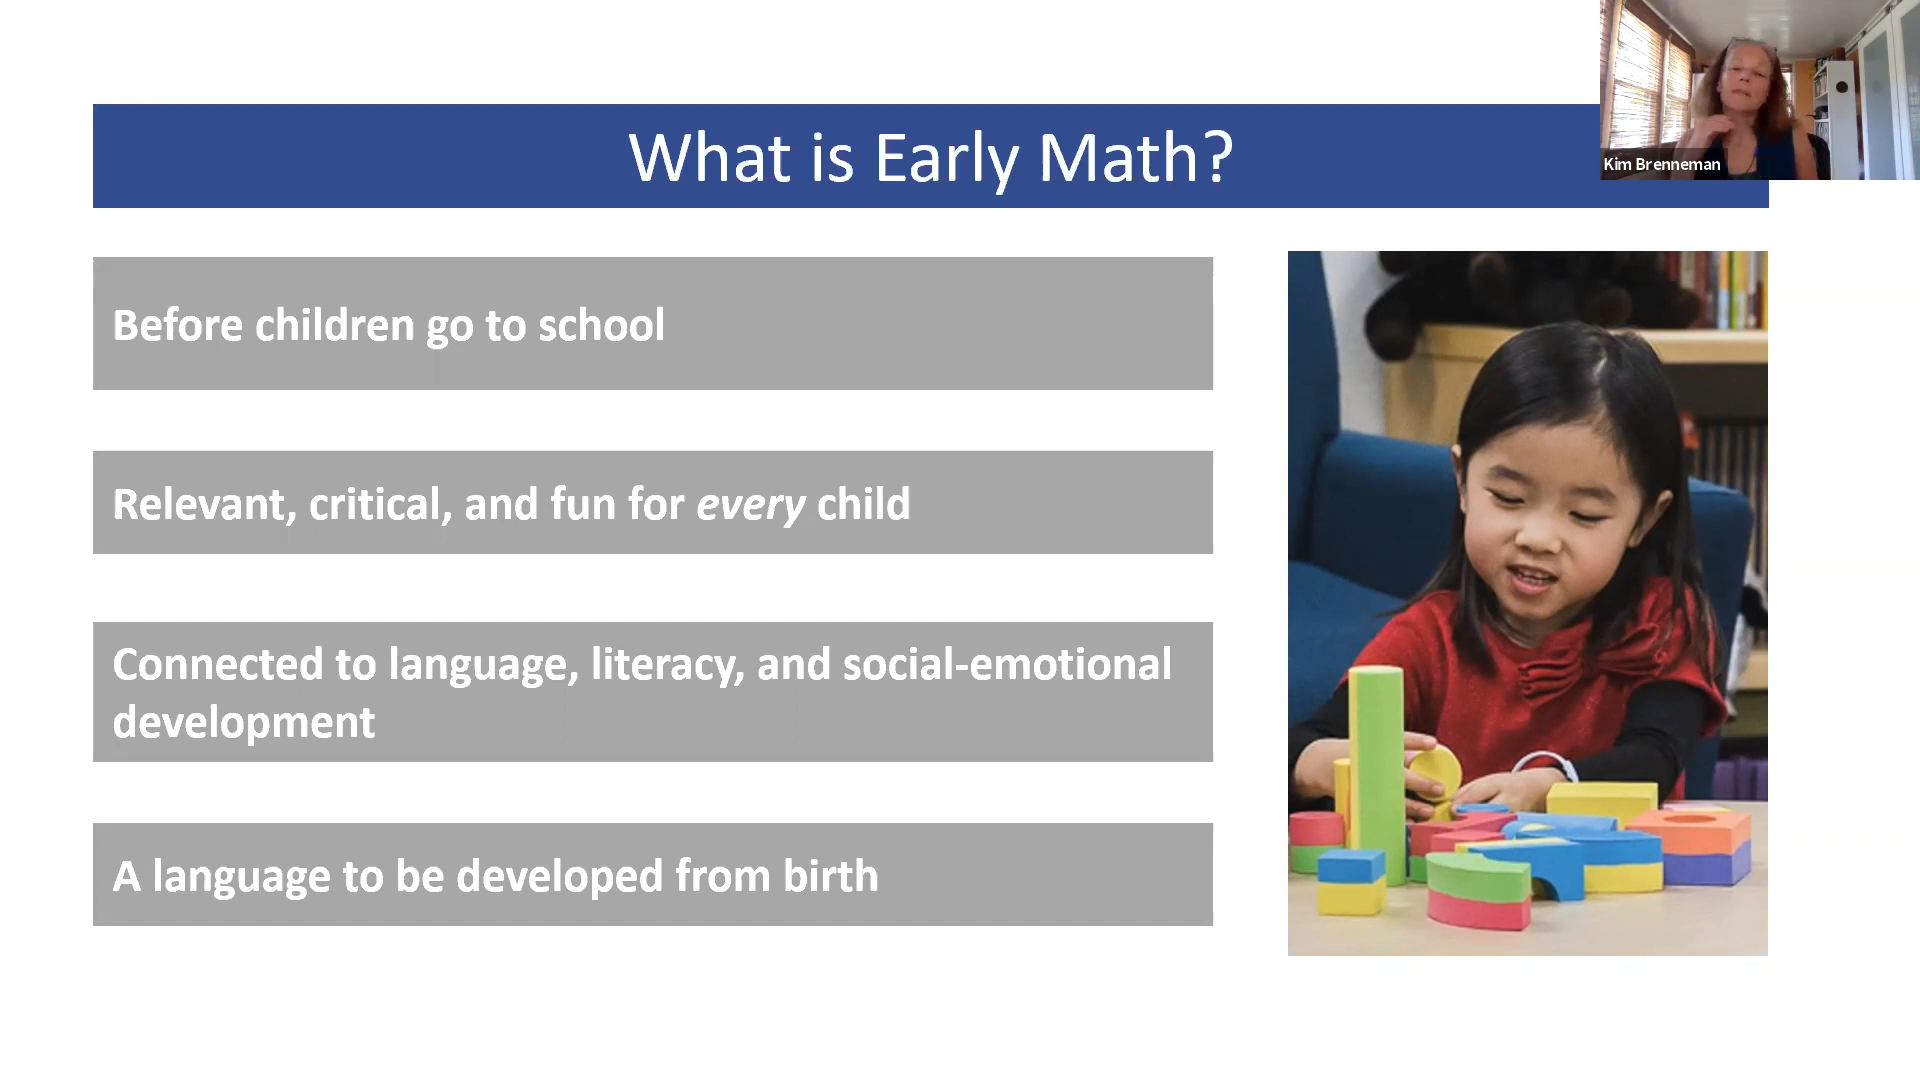 What is Early Math?
Kim Brenneman
Before children go to school
Relevant, critical, and fun for every child
Connected to language, literacy, and social-emotional
development
A language to be developed from birth